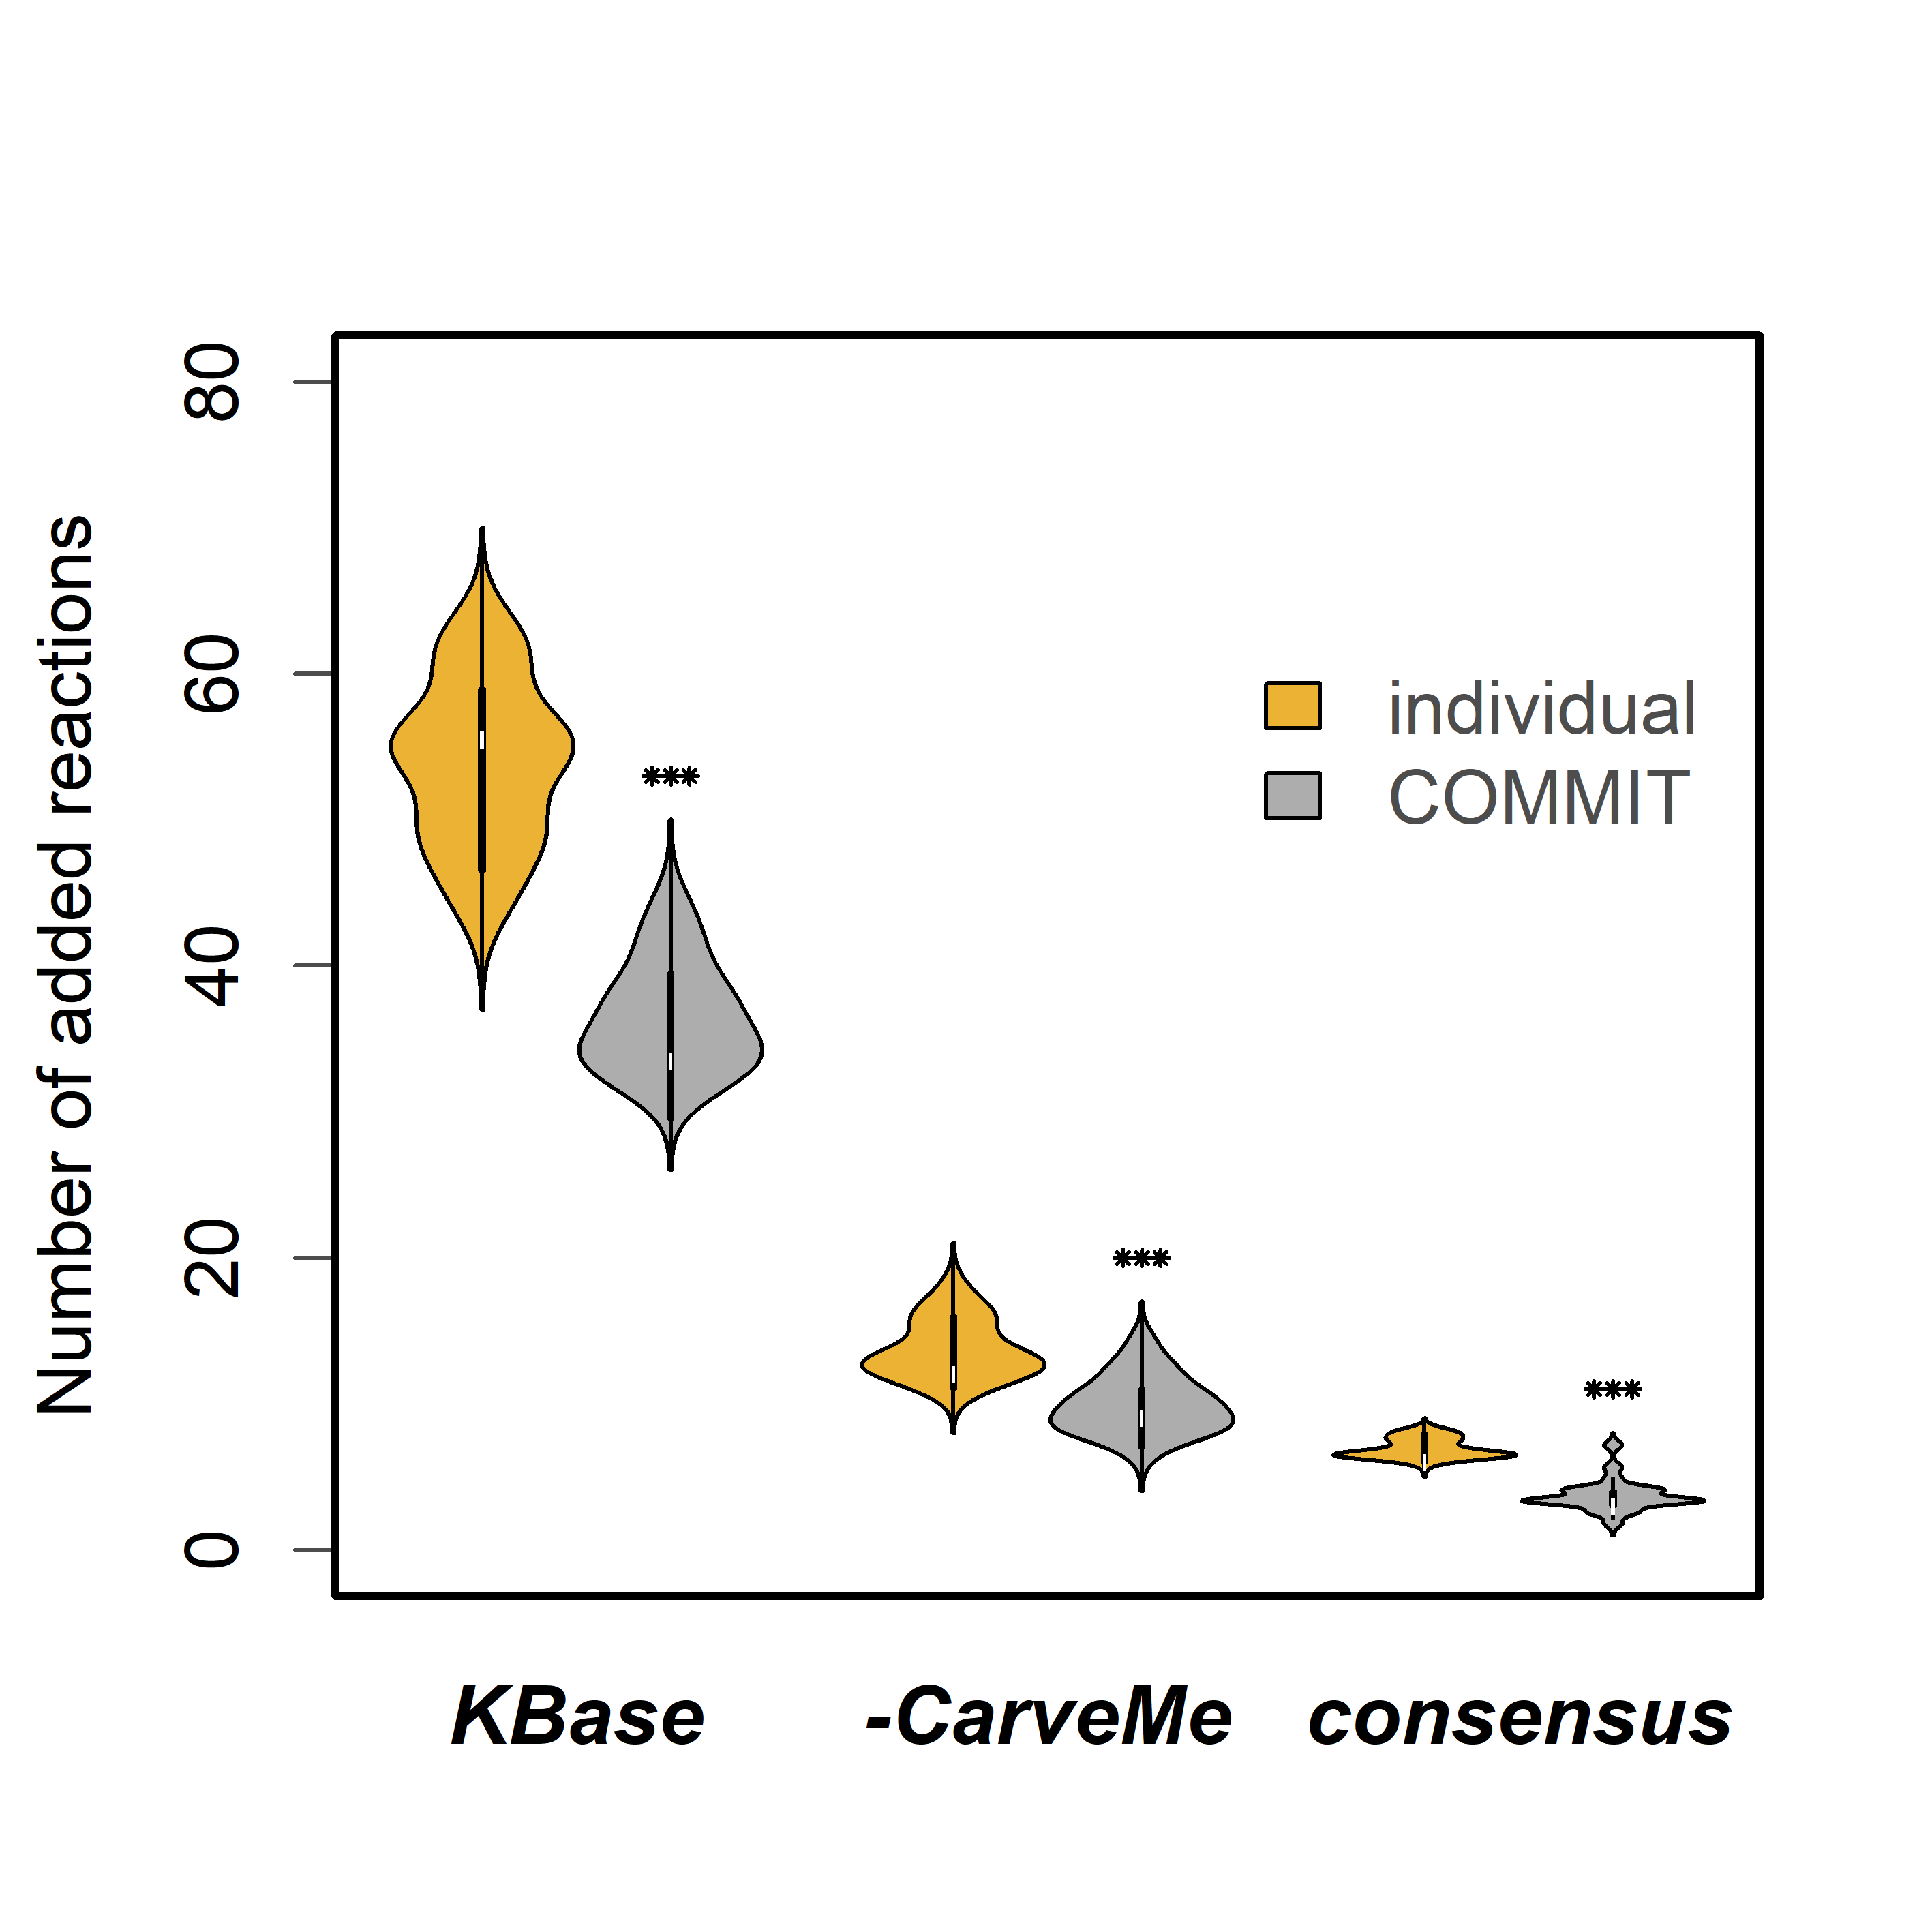 Number of added reactions
80
60
40
20
0
individual
COMMIT
***
***
***
KBase
-CarveMe
consensus